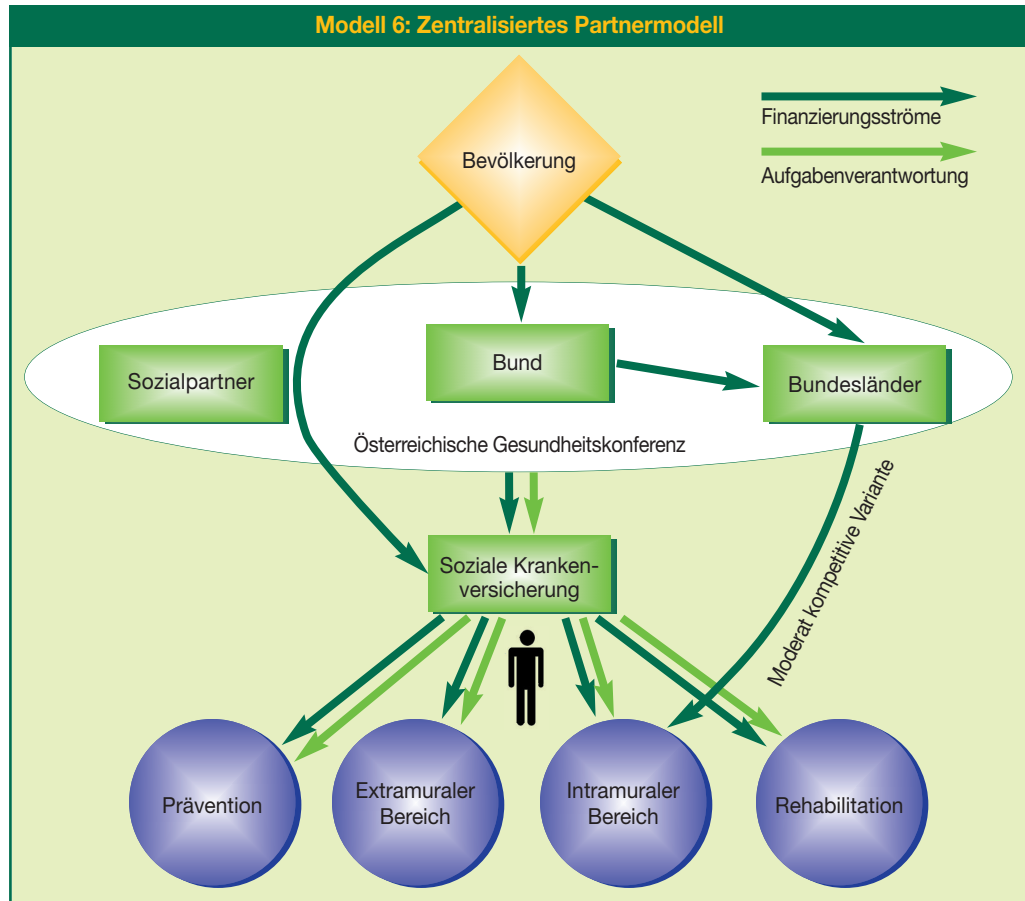 Modell 6: Zentralisiertes Partnermodell
Bevölkerung
Finanzierungsströme
Aufgabenverantwortung
Sozialpartner
Bund
Bundesländer
Österreichische Gesundheitskonferenz
Soziale Kranken-
versicherung
Moderat kompetitive Variante
Prävention
Extramuraler
Bereich
Intramuraler
Bereich
Rehabilitation